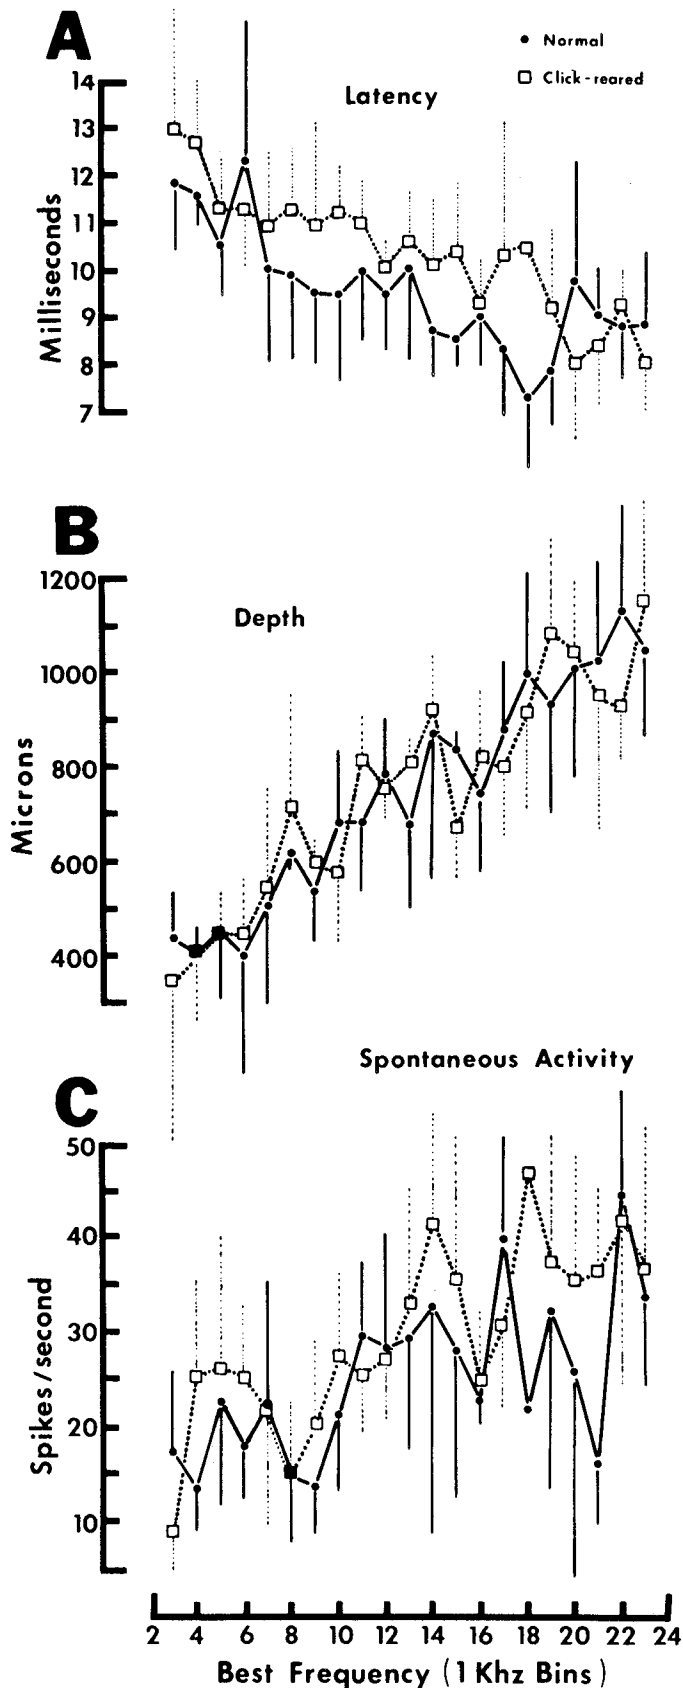 A
Normal
Click-reared
Latency
14
13
12
11
10
9
8
7
Milliseconds
B
Depth
1200
1000
800
600
400
Microns
Spontaneous Activity
C
50
40
30
20
10
Spikes/second
2 4 6 8 10 12 14 16 18 20 22 24
Best Frequency (1 Khz Bins)